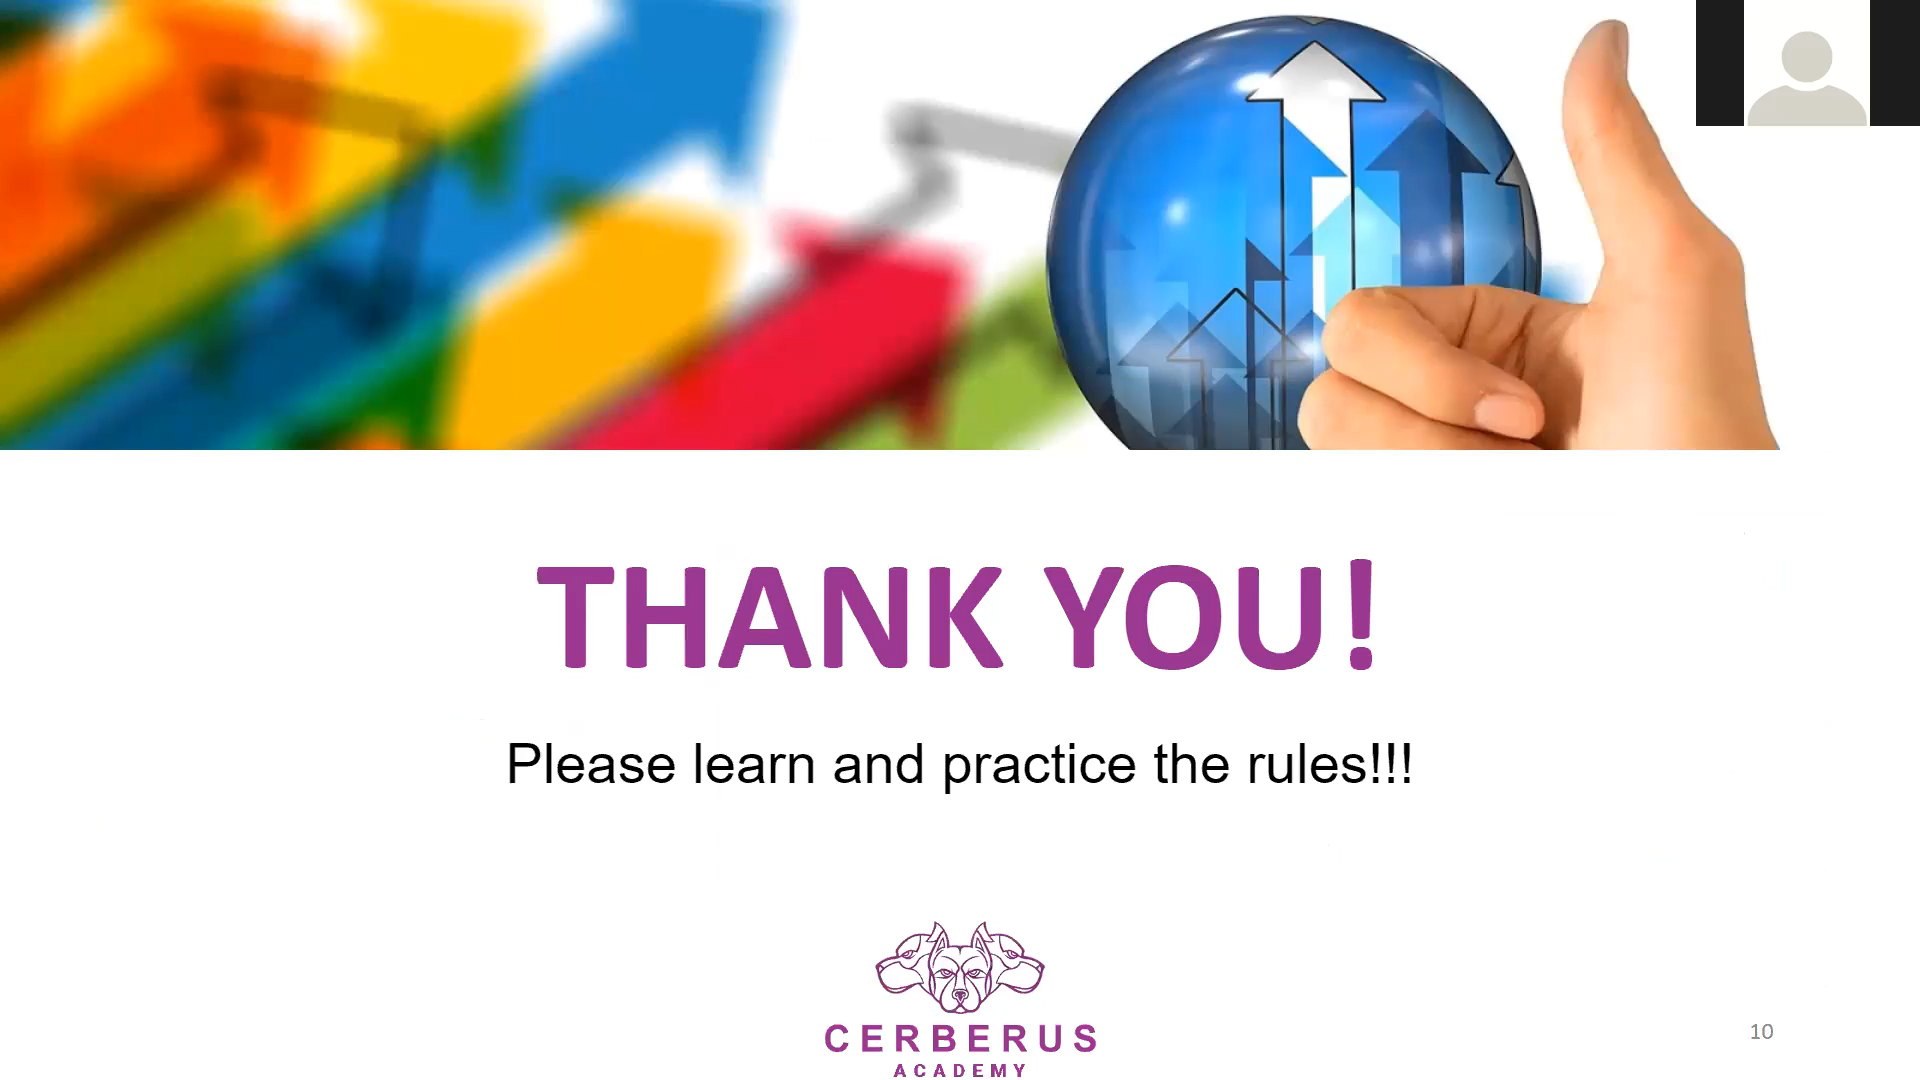 THANK YOU!
Please learn and practice the rules!!!
CERBERUS
ACADEMY
10